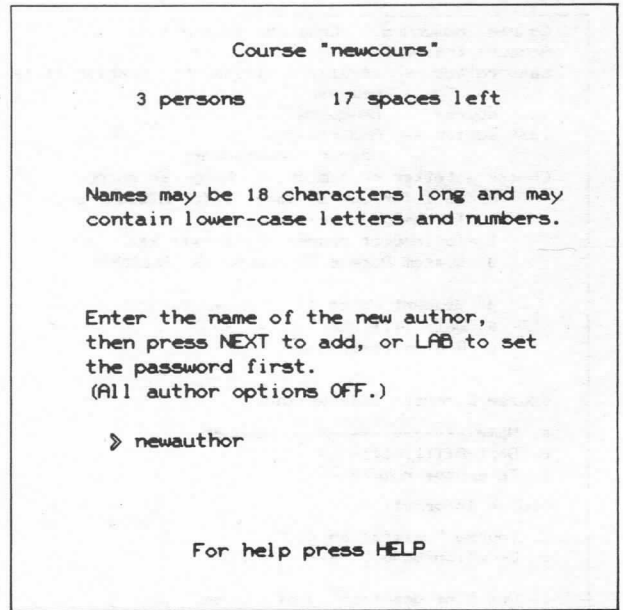 Course "newcours"
3 persons 17 spaces left
Names may be 18 characters long and may
contain lower-case letters and numbers.
Enter the name of the new author,
then press NEXT to add, or LAB to set
the password first.
(All author options OFF.)
» newauthor
For help press HELP